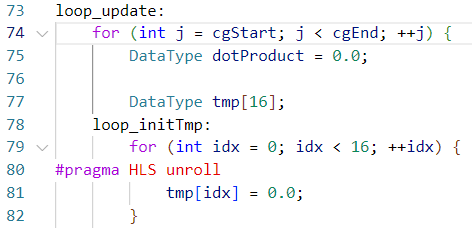 73 loop_update:
74     for (int j = cgStart; j < cgEnd; ++j) {
75         DataType dotProduct = 0.0;
76
77         DataType tmp[16];
78     loop_initTmp:
79         for (int idx = 0; idx < 16; ++idx) {
80 #pragma HLS unroll
81             tmp[idx] = 0.0;
82         }